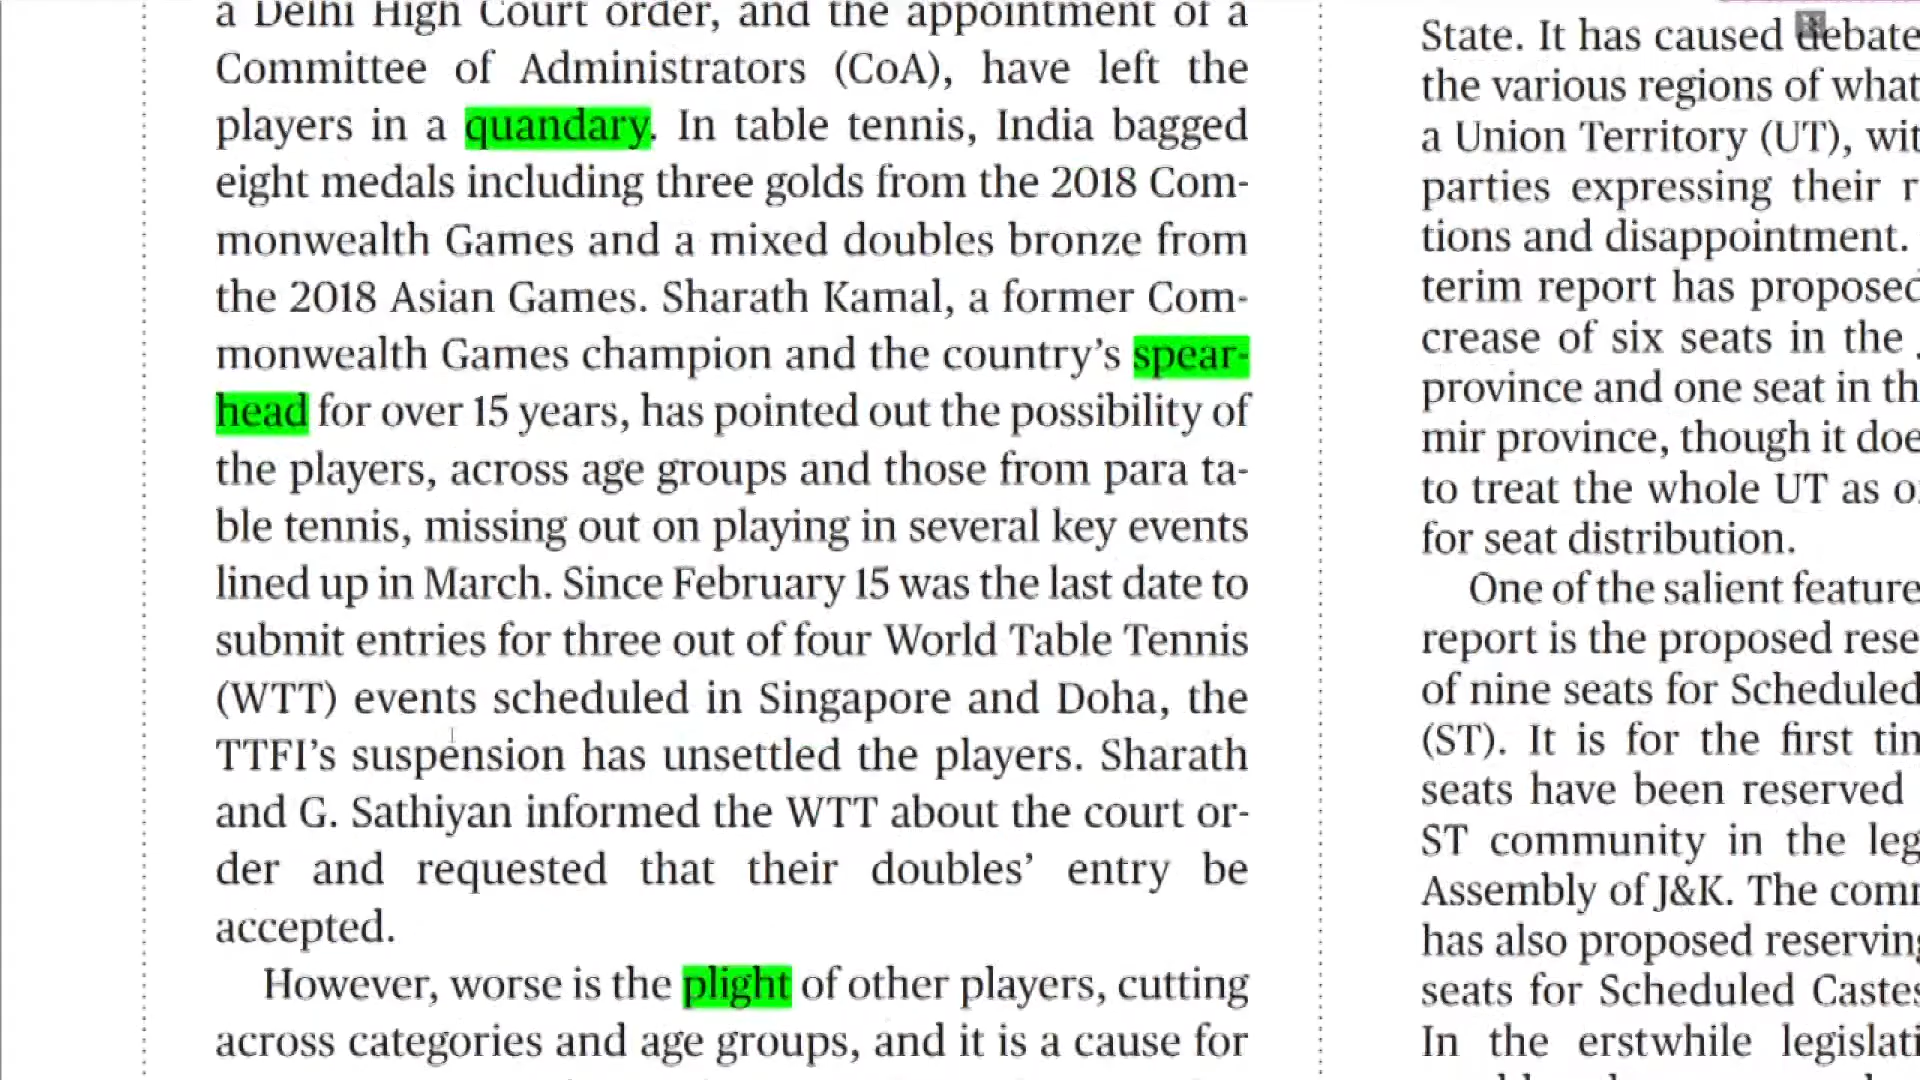 a Delhi High Court order, and the appointment of a
Committee of Administrators (CoA), have left the
players in a quandary. In table tennis, India bagged
eight medals including three golds from the 2018 Com-
monwealth Games and a mixed doubles bronze from
the 2018 Asian Games. Sharath Kamal, a former Com-
monwealth Games champion and the country's spear-
head for over 15 years, has pointed out the possibility of
the players, across age groups and those from para ta-
ble tennis, missing out on playing in several key events
lined up in March. Since February 15 was the last date to
submit entries for three out of four World Table Tennis
(WTT) events scheduled in Singapore and Doha, the
TTFI's suspension has unsettled the players. Sharath
and G. Sathiyan informed the WTT about the court or-
der and requested that their doubles' entry be
accepted.
However, worse is the plight of other players, cutting
across categories and age groups, and it is a cause for
State. It has caused debate
the various regions of what
a Union Territory (UT), wit
parties expressing their r
tions and disappointment.
terim report has proposed
crease of six seats in the
province and one seat in th
mir province, though it doe
to treat the whole UT as o
for seat distribution.
One of the salient feature
report is the proposed rese
of nine seats for Scheduled
(ST). It is for the first tim
seats have been reserved
ST community in the leg
Assembly of J&K. The com
has also proposed reserving
seats for Scheduled Castes
In the erstwhile legislati